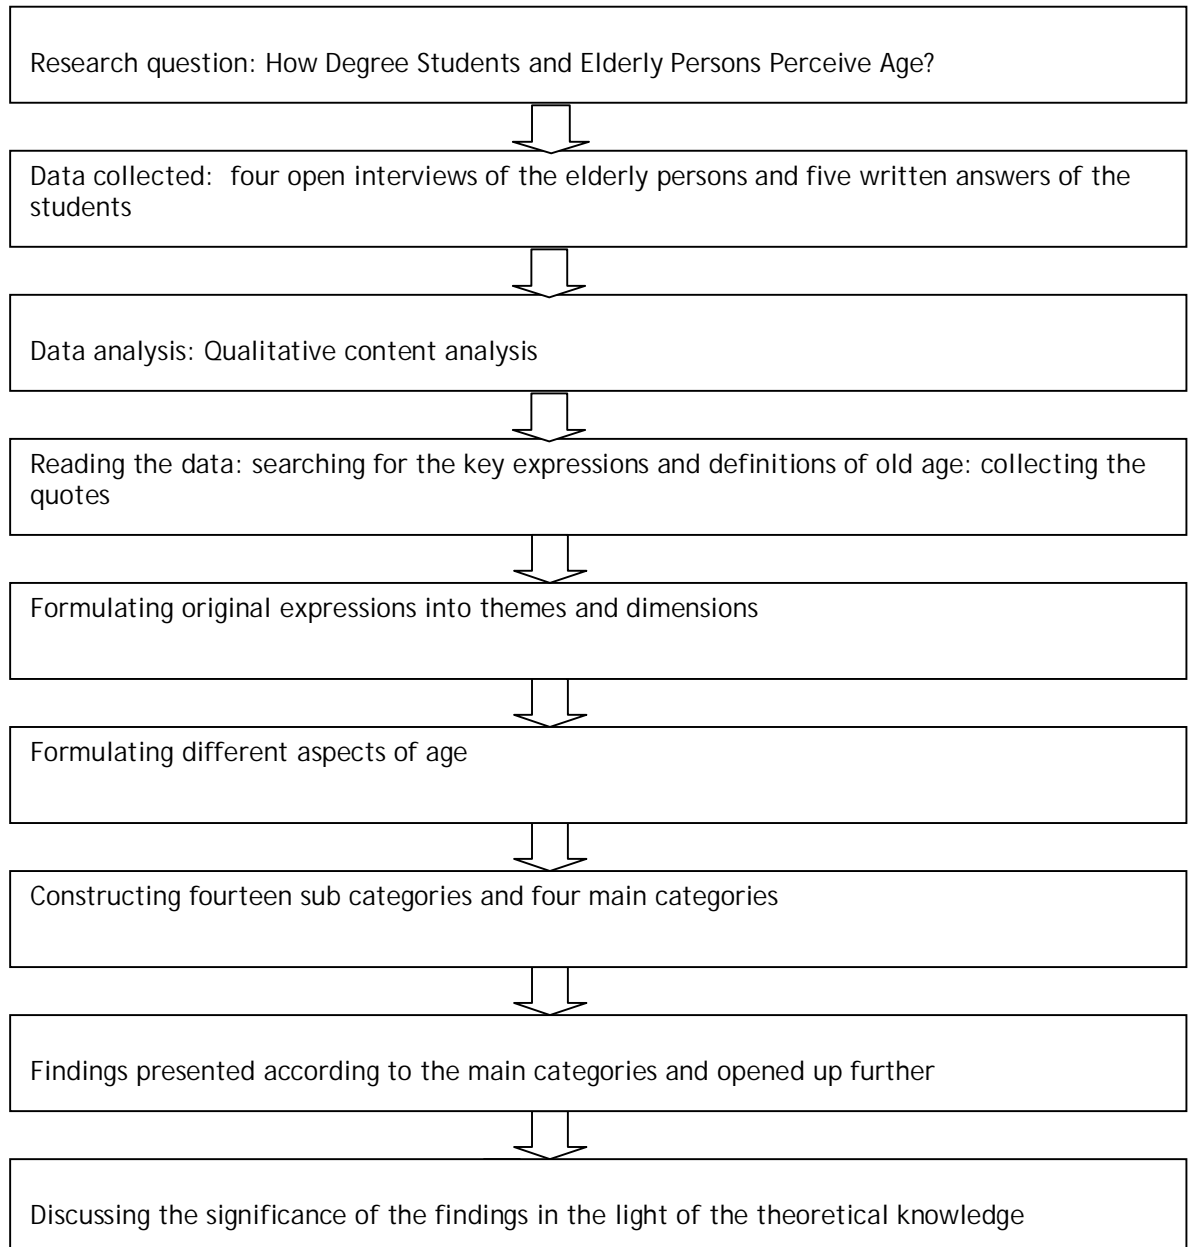 Research question: How Degree Students and Elderly Persons Perceive Age?
Data collected: four open interviews of the elderly persons and five written answers of the
students
Data analysis: Qualitative content analysis
Reading the data: searching for the key expressions and definitions of old age: collecting the
quotes
Formulating original expressions into themes and dimensions
Formulating different aspects of age
Constructing fourteen sub categories and four main categories
Findings presented according to the main categories and opened up further
Discussing the significance of the findings in the light of the theoretical knowledge